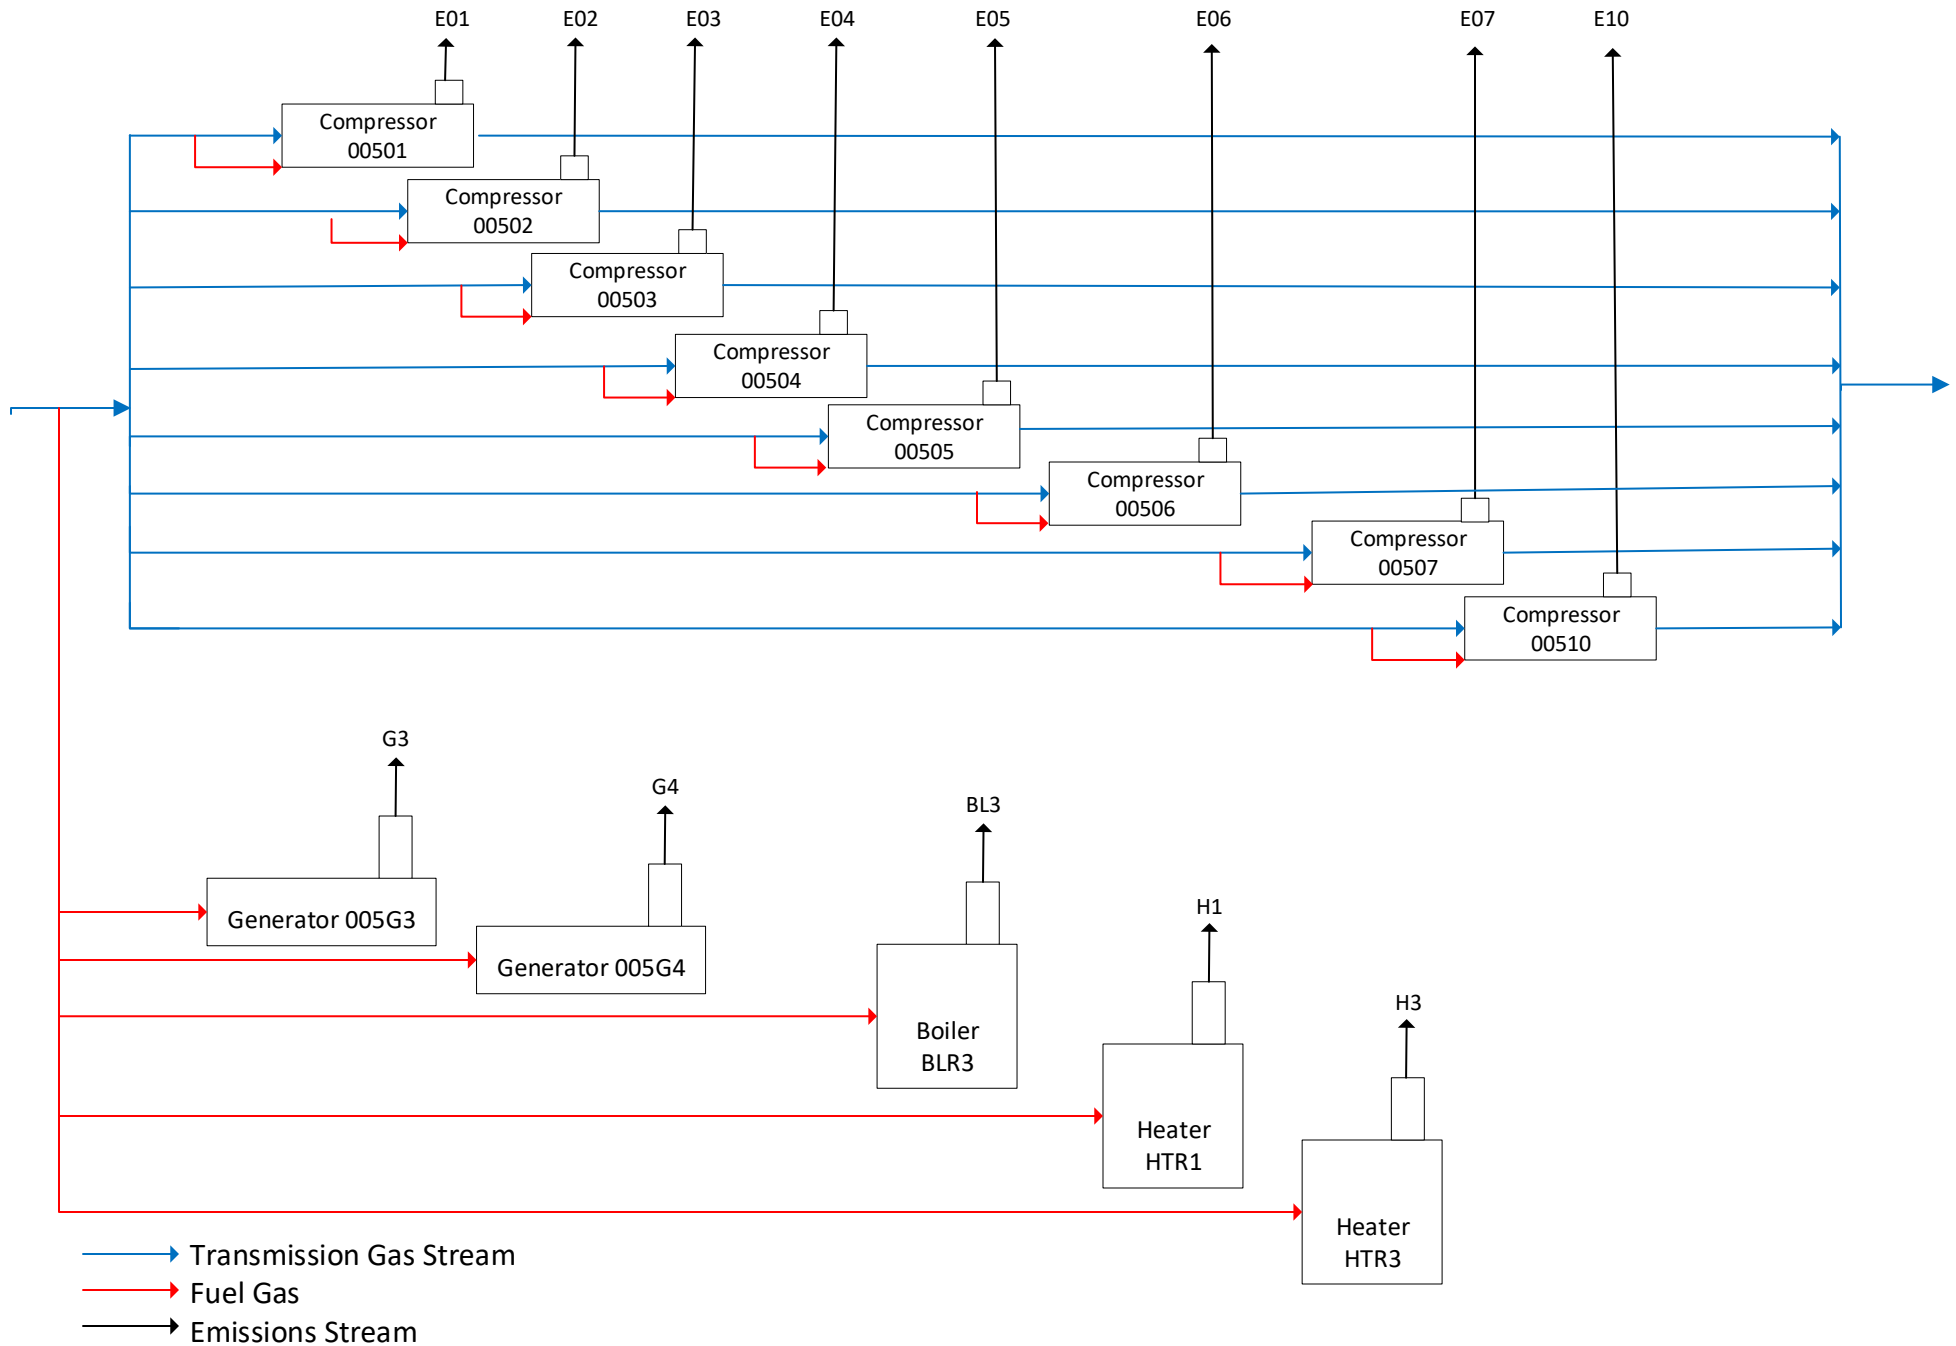 E01
E02
E03
E04
E05
E06
E07
E10
Compressor
00501
Compressor
00502
Compressor
00503
Compressor
00504
Compressor
00505
Compressor
00506
Compressor
00507
Compressor
00510
G3
G4
BL3
H1
H3
Generator 005G3
Generator 005G4
Boiler
BLR3
Heater
HTR1
Heater
HTR3
Transmission Gas Stream
Fuel Gas
Emissions Stream